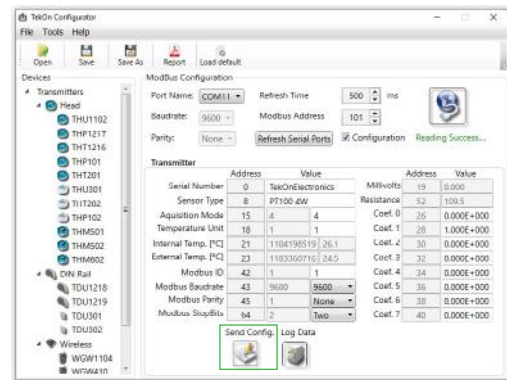 TekOn Configurator
File Tools Help
Open Save Save As Report Load default
Devices
Transmitters
Head
THU1102
THP1217
THT1216
THP101
THT201
THU301
TIIT202
THP102
THM501
THM502
THM602
DIN Rail
TDU1218
TDU1219
TDU301
TDU302
Wireless
WGW1104
WGW410
ModBus Configuration
Port Name: COM11 Refresh Time 500 ms
Baudrate: 9600 Modbus Address 101
Parity: None Refresh Serial Ports Configuration Reading Success...
Transmitter
Address Value Address Value
Serial Number 0 TekOnElectronics Millivolts 19 0.000
Sensor Type 8 PT100 4W Resistance 52 109.5
Aquisition Mode 15 4 4 Coef. 0 26 0.000E+000
Temperature Unit 18 1 1 Coef. 1 28 1.000E+000
Internal Temp. [ºC] 21 1104198519 26.1 Coef. 2 30 0.000E+000
External Temp. [ºC] 23 1103360716 24.5 Coef. 3 32 0.000E+000
Modbus ID 42 1 1 Coef. 4 34 0.000E+000
Modbus Baudrate 43 9600 9600 Coef. 5 36 0.000E+000
Modbus Parity 45 1 None Coef. 6 38 0.000E+000
Modbus StopBits 64 2 Two Coef. 7 40 0.000E+000
Send Config. Log Data